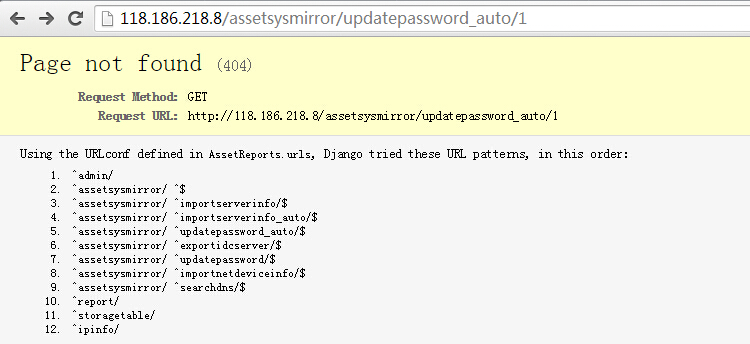 118.186.218.8/assetsysmirror/updatepassword_auto/1
Page not found (404)
Request Method: GET
Request URL: http://118.186.218.8/assetsysmirror/updatepassword_auto/1
Using the URLconf defined in AssetReports.urls, Django tried these URL patterns, in this order:
1. ^admin/
2. ^assetsysmirror/ ^$
3. ^assetsysmirror/ ^importserverinfo/$
4. ^assetsysmirror/ ^importserverinfo_auto/$
5. ^assetsysmirror/ ^updatepassword_auto/$
6. ^assetsysmirror/ ^exportidcserver/$
7. ^assetsysmirror/ ^updatepassword/$
8. ^assetsysmirror/ ^importnetdeviceinfo/$
9. ^assetsysmirror/ ^searchdns/$
10. ^report/
11. ^storagetable/
12. ^ipinfo/